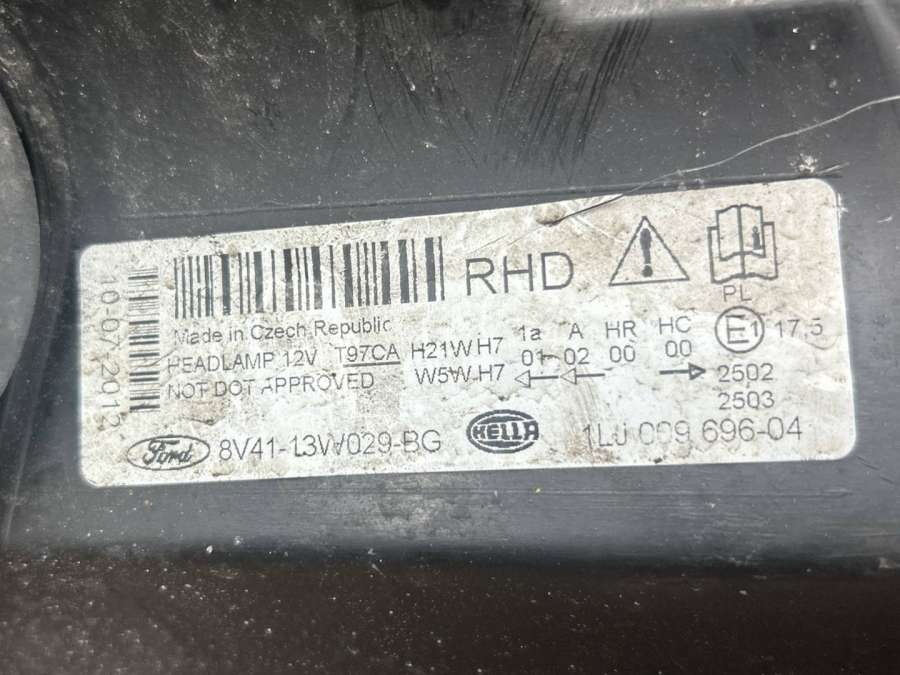 10-07-2012
RHD
PL
Made in Czech Republic
HEADLAMP 12V T97CA H21W H7 1a A HR HC E1 17.5
NOT DOT APPROVED W5W H7 01 02 00 00 2502
2503
Ford 8V41-13W029-BG HELLA 1LJ 009 696-04